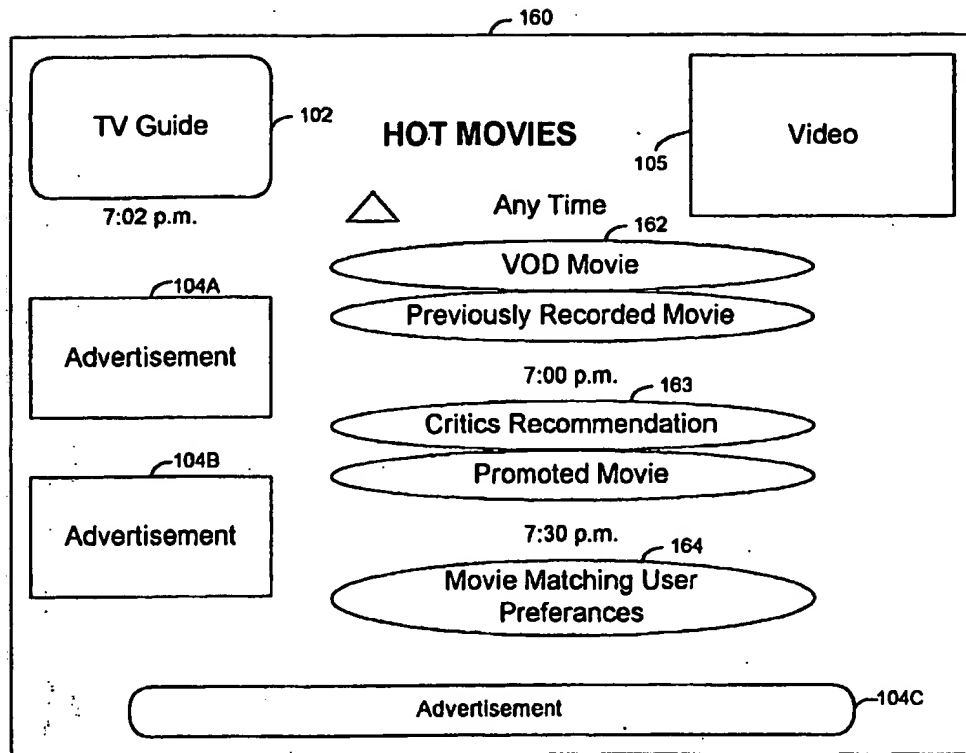 160
TV Guide
102
HOT MOVIES
105
Video
7:02 p.m.
Any Time
162
VOD Movie
104A
Previously Recorded Movie
Advertisement
7:00 p.m.
163
Critics Recommendation
104B
Promoted Movie
Advertisement
7:30 p.m.
164
Movie Matching User
Preferances
Advertisement
104C